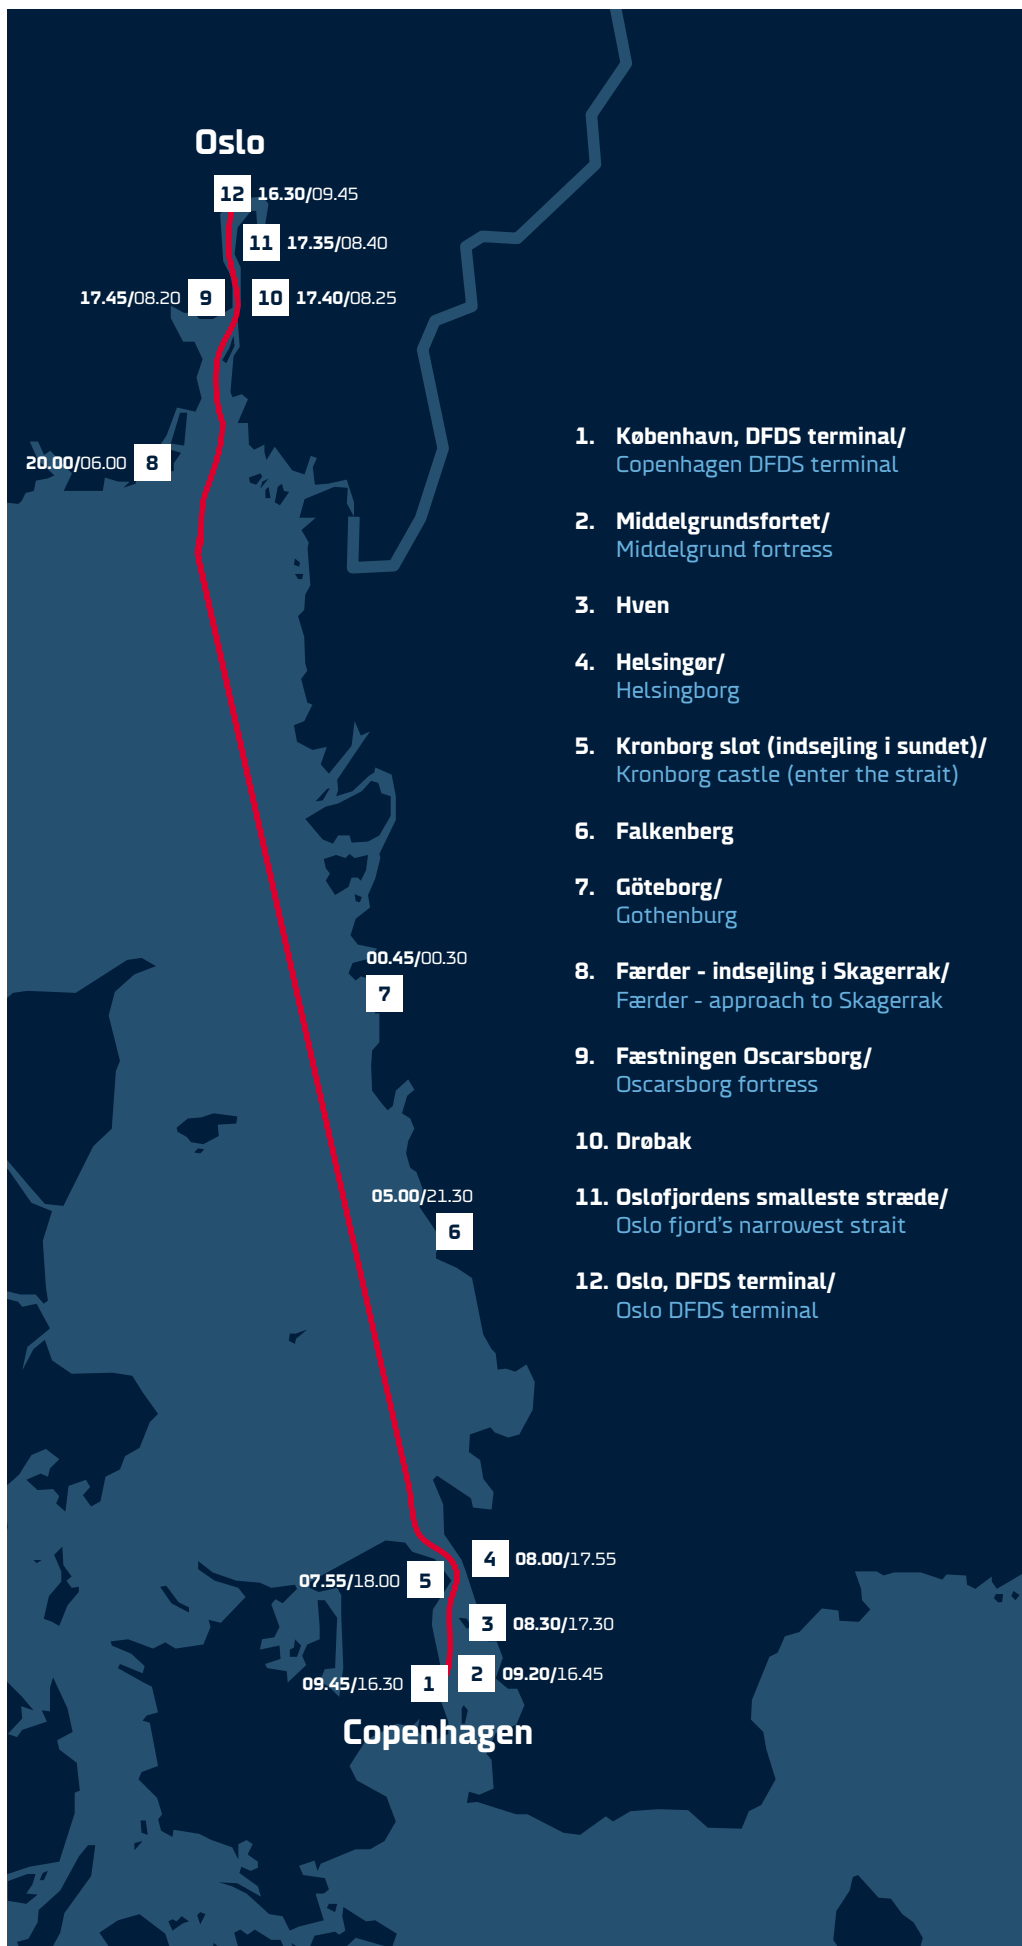 Oslo
12 16.30/09.45
11 17.35/08.40
17.45/08.20 9 10 17.40/08.25
20.00/06.00 8
00.45/00.30
7
05.00/21.30
6
4 08.00/17.55
07.55/18.00 5
3 08.30/17.30
2 09.20/16.45
09.45/16.30 1
Copenhagen
1. København, DFDS terminal/
Copenhagen DFDS terminal
2. Middelgrundsfortet/
Middelgrund fortress
3. Hven
4. Helsingør/
Helsingborg
5. Kronborg slot (indsejling i sundet)/
Kronborg castle (enter the strait)
6. Falkenberg
7. Göteborg/
Gothenburg
8. Færder - indsejling i Skagerrak/
Færder - approach to Skagerrak
9. Fæstningen Oscarsborg/
Oscarsborg fortress
10. Drøbak
11. Oslofjordens smalleste stræde/
Oslo fjord's narrowest strait
12. Oslo, DFDS terminal/
Oslo DFDS terminal